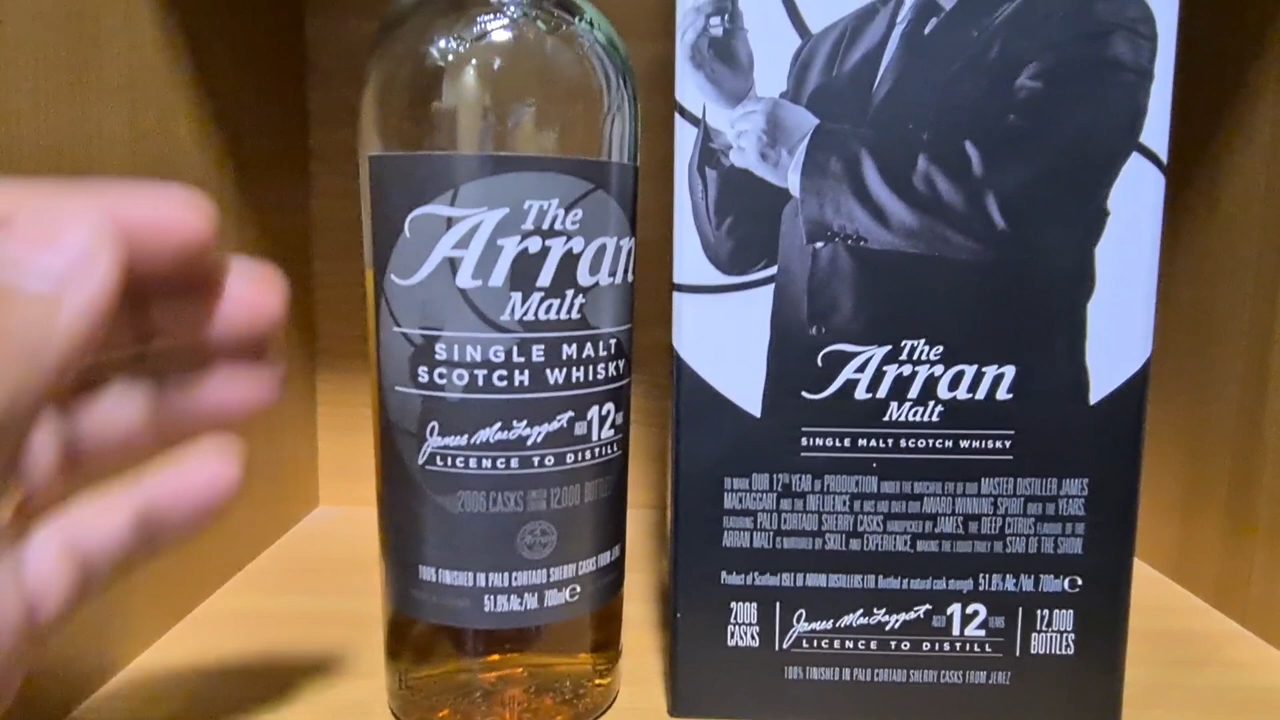 The
Arran
Malt
SINGLE MALT
SCOTCH WHISKY
James MacTaggart AGED 12 YEARS
LICENCE TO DISTILL
2006 CASKS LIMITED EDITION 12,000 BOTTLES
Arran
100% FINISHED IN PALO CORTADO SHERRY CASKS FROM JEREZ
51.8% Alc./Vol. 700ml e
The
Arran
Malt
SINGLE MALT SCOTCH WHISKY
TO MARK OUR 12TH YEAR OF PRODUCTION UNDER THE WATCHFUL EYE OF OUR MASTER DISTILLER JAMES
MACTAGGART AND THE INFLUENCE HE HAS HAD OVER OUR AWARD-WINNING SPIRIT OVER THE YEARS.
FEATURING PALO CORTADO SHERRY CASKS HANDPICKED BY JAMES, THE DEEP CITRUS FLAVOUR OF THE
ARRAN MALT IS NURTURED BY SKILL AND EXPERIENCE, MAKING THE LIQUID TRULY THE STAR OF THE SHOW.
Product of Scotland ISLE OF ARRAN DISTILLERS LTD. Bottled at natural cask strength 51.8% Alc./Vol. 700ml e
2006
CASKS
James MacTaggart AGED 12 YEARS
LICENCE TO DISTILL
12,000
BOTTLES
100% FINISHED IN PALO CORTADO SHERRY CASKS FROM JEREZ